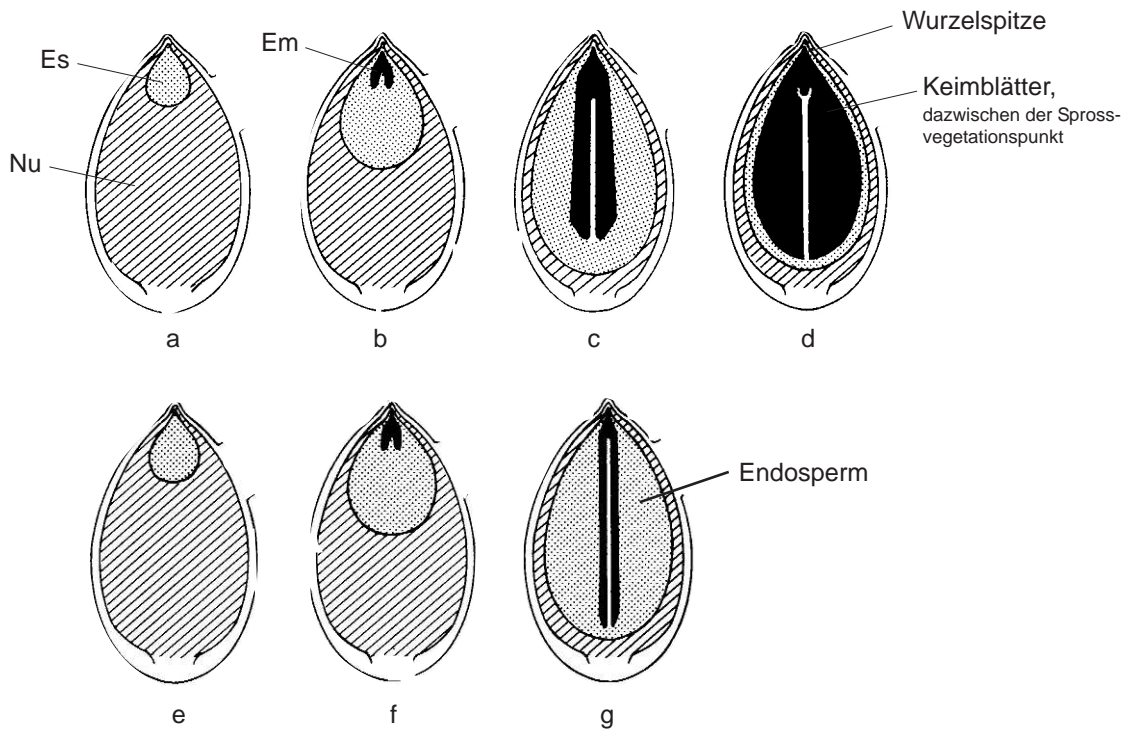 Es
Em
Nu
Wurzelspitze
Keimblätter,
dazwischen der Spross-
vegetationspunkt
a
b
c
d
Endosperm
e
f
g